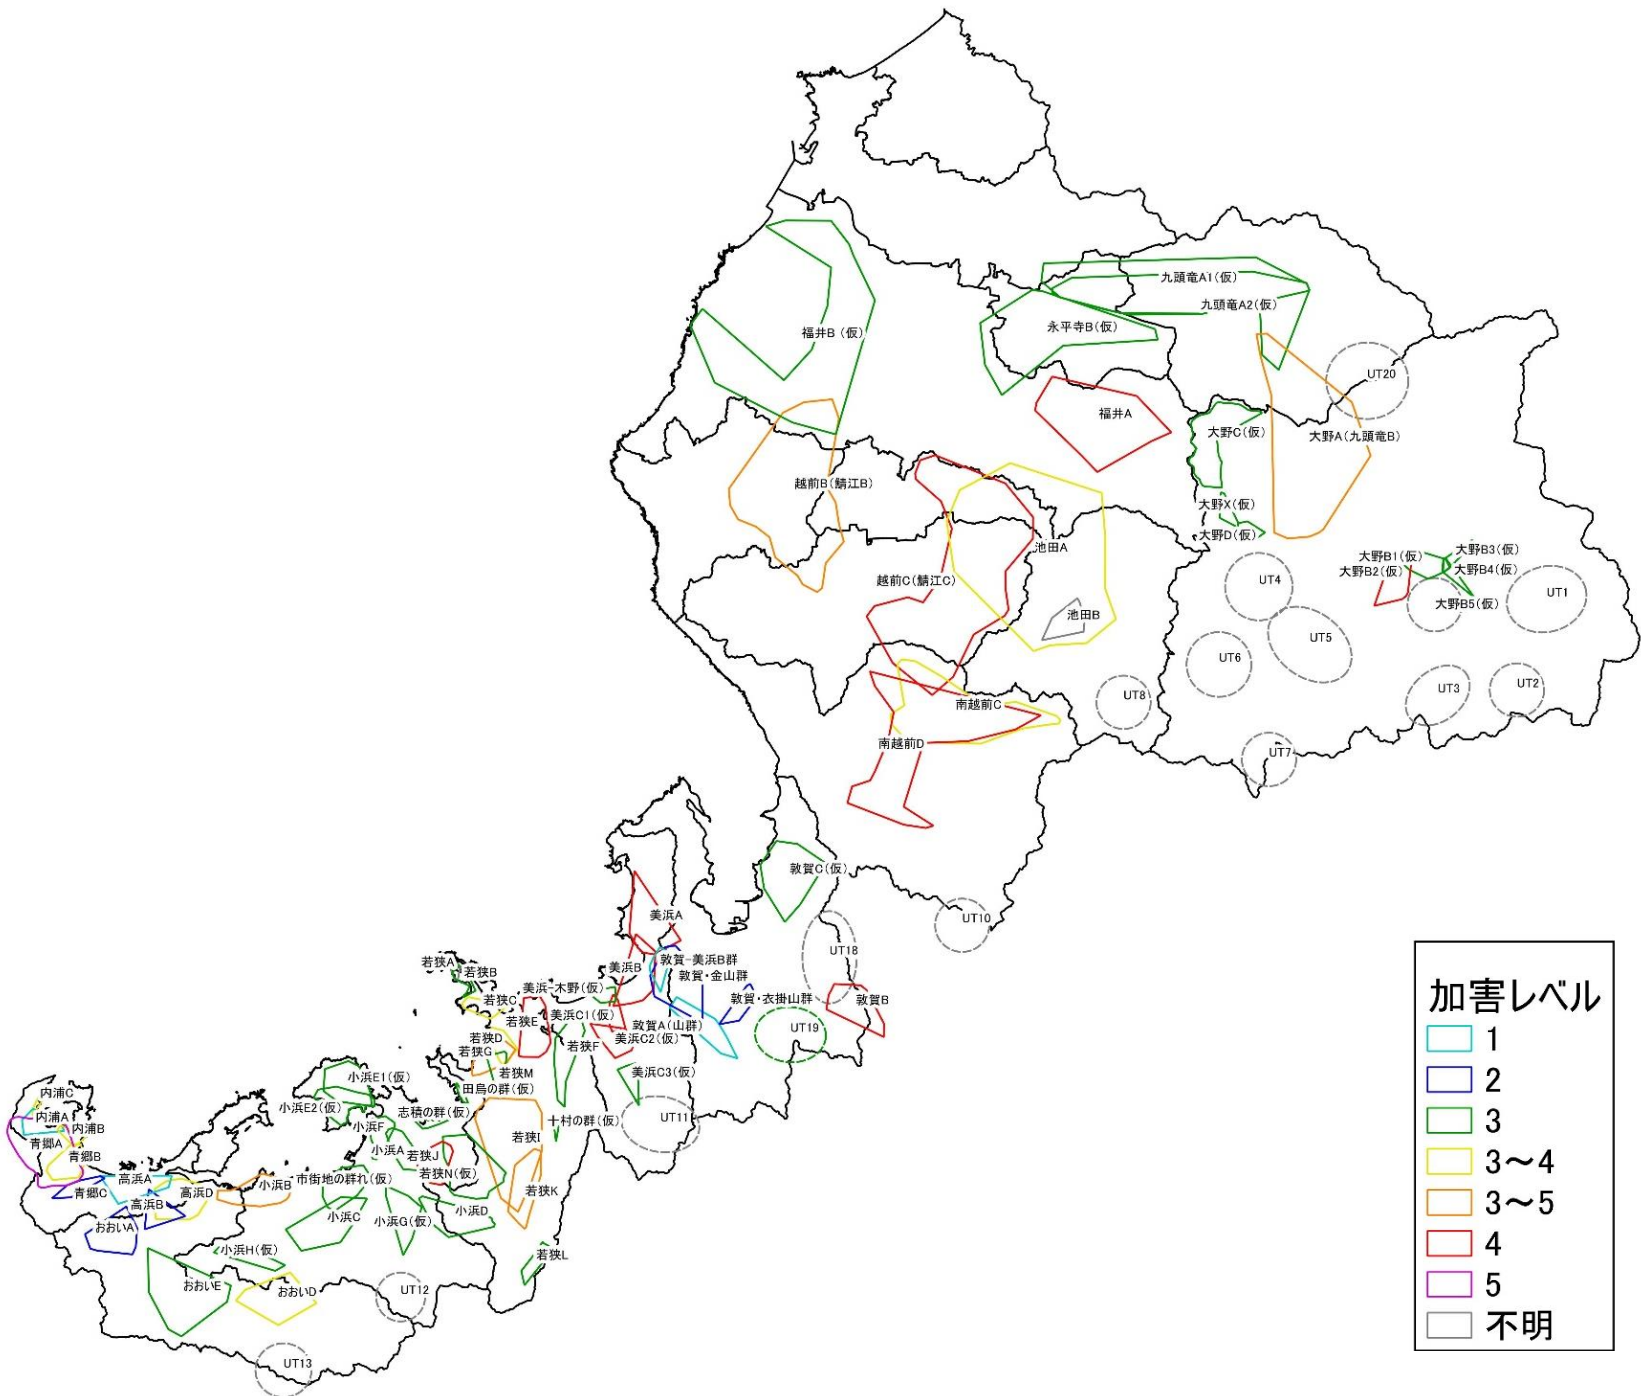 九頭竜A1(仮)
九頭竜A2(仮)
永平寺B(仮)
福井B (仮)
UT20
福井A
大野C(仮)
大野A(九頭竜B)
越前B(鯖江B)
大野X(仮)
大野D(仮)
池田A
大野B1(仮)
大野B3(仮)
大野B2(仮)
大野B4(仮)
越前C(鯖江C)
UT4
UT1
大野B5(仮)
池田B
UT5
UT6
UT8
UT3
UT2
南越前C
南越前D
UT7
敦賀C(仮)
美浜A
UT10
UT18
若狭A
若狭B
美浜B
敦賀-美浜B群
敦賀・金山群
美浜-木野(仮)
若狭C
敦賀・衣掛山群
敦賀B
若狭E
美浜C1(仮)
敦賀A(山群)
UT19
若狭D
美浜C2(仮)
若狭G
若狭F
若狭M
美浜C3(仮)
小浜E1(仮)
田烏の群(仮)
内浦C
小浜E2(仮)
志積の群(仮)
十村の群(仮)
UT11
内浦A
内浦B
小浜F
若狭I
青郷A
小浜A
若狭J
青郷B
若狭N(仮)
高浜A
市街地の群れ(仮)
小浜B
若狭K
青郷C
高浜D
高浜B
小浜C
小浜G(仮)
小浜D
おおいA
小浜H(仮)
若狭L
おおいE
おおいD
UT12
UT13
加害レベル
1
2
3
3～4
3～5
4
5
不明